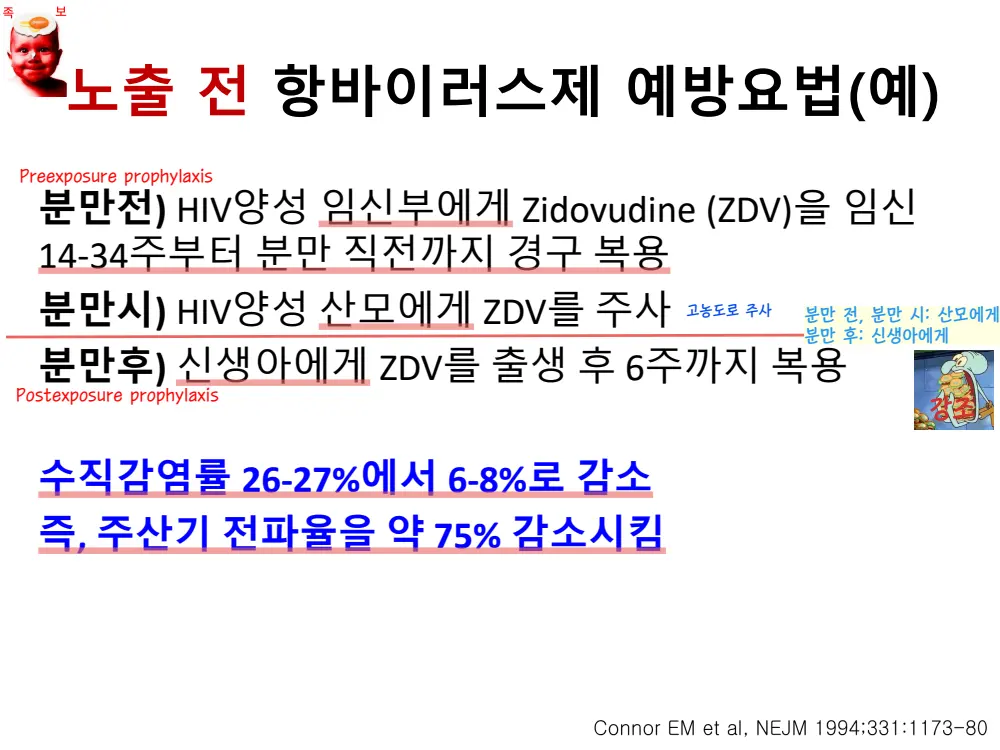 족 보
노출 전 항바이러스제 예방요법(예)
Preexposure prophylaxis
분만전) HIV양성 임신부에게 Zidovudine (ZDV)을 임신
14-34주부터 분만 직전까지 경구 복용
분만시) HIV양성 산모에게 ZDV를 주사 고농도로 주사
분만 전, 분만 시: 산모에게
분만 후: 신생아에게
분만후) 신생아에게 ZDV를 출생 후 6주까지 복용
Postexposure prophylaxis
강조
수직감염률 26-27%에서 6-8%로 감소
즉, 주산기 전파율을 약 75% 감소시킴
Connor EM et al, NEJM 1994;331:1173-80